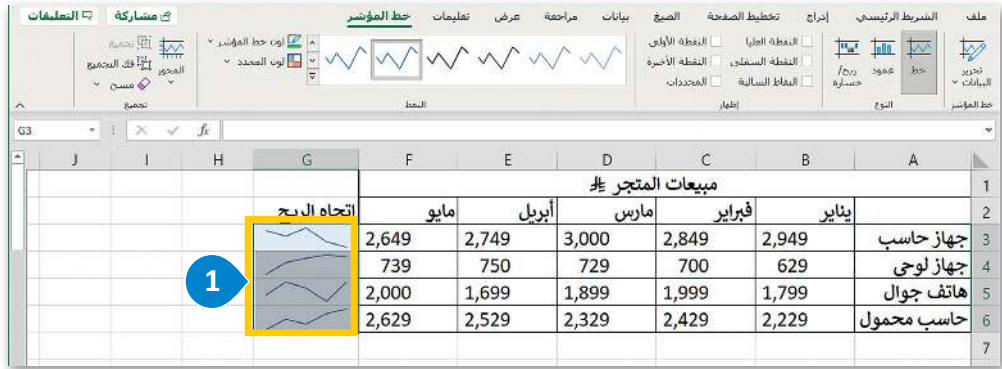 ملف الشريط الرئيسي إدراج تخطيط الصفحة الصيغ بيانات مراجعة عرض تعليمات خط المؤشر مشاركة التعليقات
تحرير البيانات
خط
عمود
ربح/ خسارة
النقطة العليا
النقطة السفلى
النقاط السالبة
النقطة الأولى
النقطة الأخيرة
المحددات
لون خط المؤشر
لون المحدد
المحور
تجميع
فك التجميع
مسح
خط المؤشر النوع إظهار النمط تجميع
G3 fx
A B C D E F G H I J
1 مبيعات المتجر
2 يناير فبراير مارس أبريل مايو اتجاه الربح
3 جهاز حاسب 2,949 2,849 3,000 2,749 2,649
4 جهاز لوحي 629 700 729 750 739
5 هاتف جوال 1,799 1,999 1,899 1,699 2,000
6 حاسب محمول 2,229 2,429 2,329 2,529 2,629
7
1